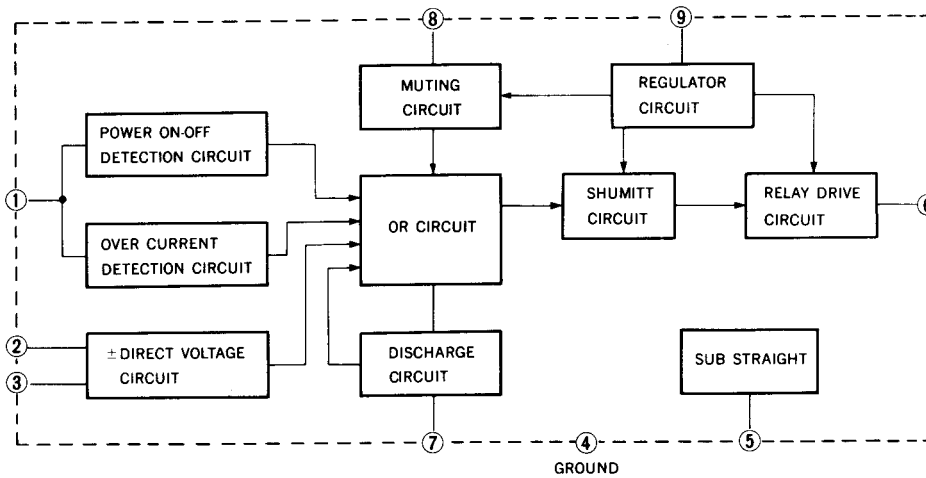 8
9
MUTING
CIRCUIT
REGULATOR
CIRCUIT
POWER ON-OFF
DETECTION CIRCUIT
1
OR CIRCUIT
SHUMITT
CIRCUIT
RELAY DRIVE
CIRCUIT
6
OVER CURRENT
DETECTION CIRCUIT
2
±DIRECT VOLTAGE
CIRCUIT
3
DISCHARGE
CIRCUIT
SUB STRAIGHT
7
4
5
GROUND